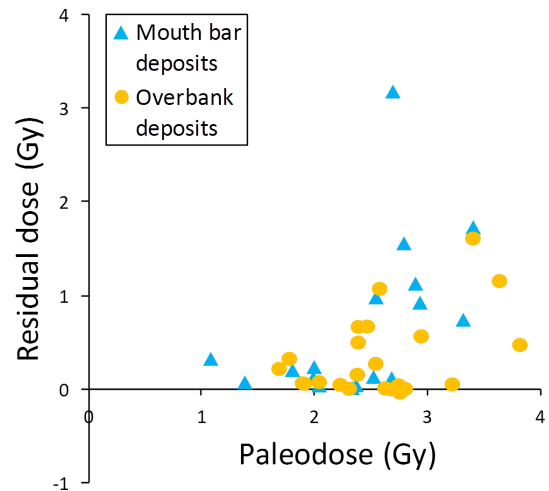 4
Mouth bar
deposits
Overbank
deposits
3
2
1
0
-1
0
1
2
3
4
Residual dose (Gy)
Paleodose (Gy)